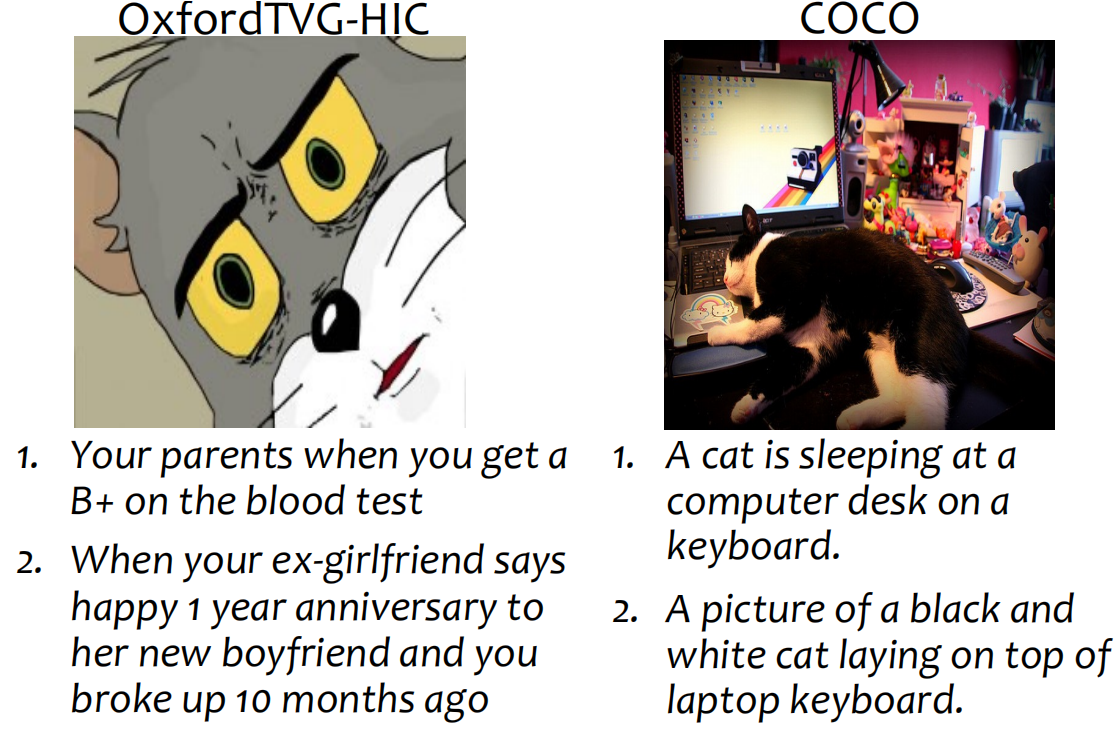 OxfordTVG-HIC
COCO
1. Your parents when you get a
B+ on the blood test
2. When your ex-girlfriend says
happy 1 year anniversary to
her new boyfriend and you
broke up 10 months ago
1. A cat is sleeping at a
computer desk on a
keyboard.
2. A picture of a black and
white cat laying on top of
laptop keyboard.